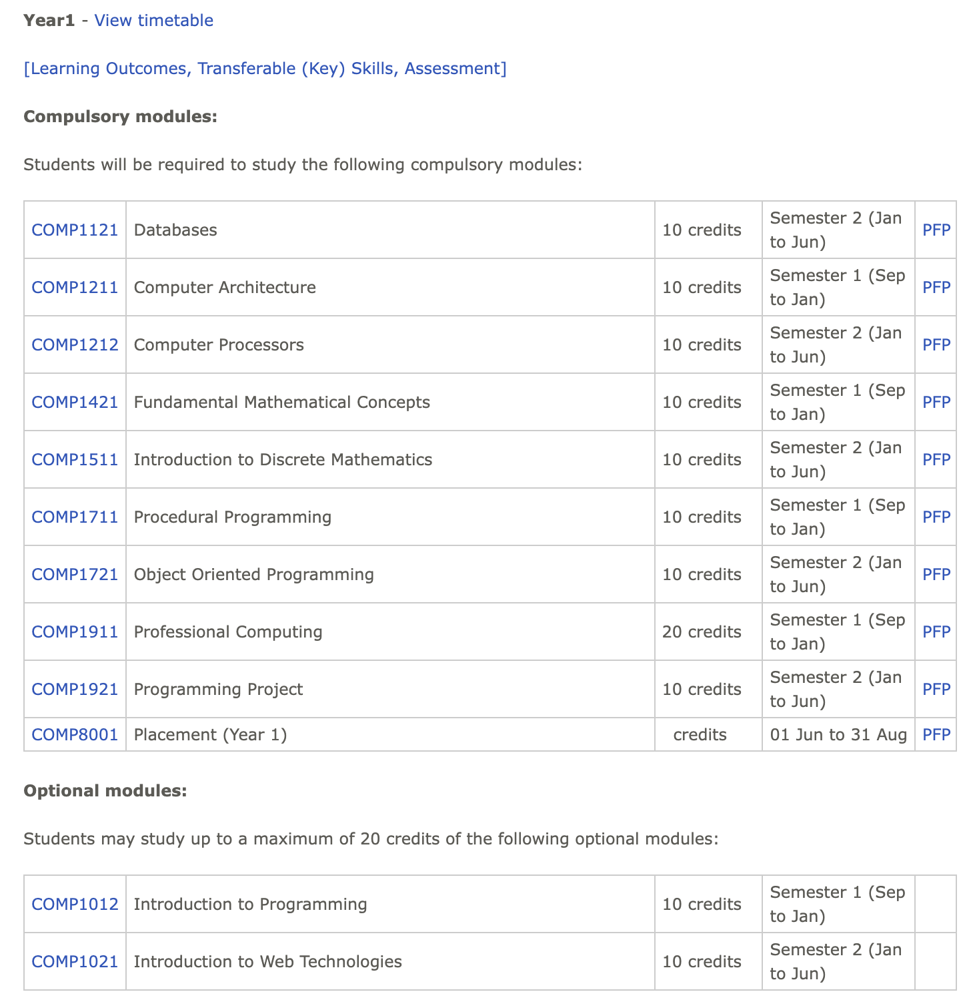 Year1 - View timetable
[Learning Outcomes, Transferable (Key) Skills, Assessment]
Compulsory modules:
Students will be required to study the following compulsory modules:
COMP1121 Databases 10 credits Semester 2 (Jan to Jun) PFP
COMP1211 Computer Architecture 10 credits Semester 1 (Sep to Jan) PFP
COMP1212 Computer Processors 10 credits Semester 2 (Jan to Jun) PFP
COMP1421 Fundamental Mathematical Concepts 10 credits Semester 1 (Sep to Jan) PFP
COMP1511 Introduction to Discrete Mathematics 10 credits Semester 2 (Jan to Jun) PFP
COMP1711 Procedural Programming 10 credits Semester 1 (Sep to Jan) PFP
COMP1721 Object Oriented Programming 10 credits Semester 2 (Jan to Jun) PFP
COMP1911 Professional Computing 20 credits Semester 1 (Sep to Jan) PFP
COMP1921 Programming Project 10 credits Semester 2 (Jan to Jun) PFP
COMP8001 Placement (Year 1) credits 01 Jun to 31 Aug PFP
Optional modules:
Students may study up to a maximum of 20 credits of the following optional modules:
COMP1012 Introduction to Programming 10 credits Semester 1 (Sep to Jan)
COMP1021 Introduction to Web Technologies 10 credits Semester 2 (Jan to Jun)